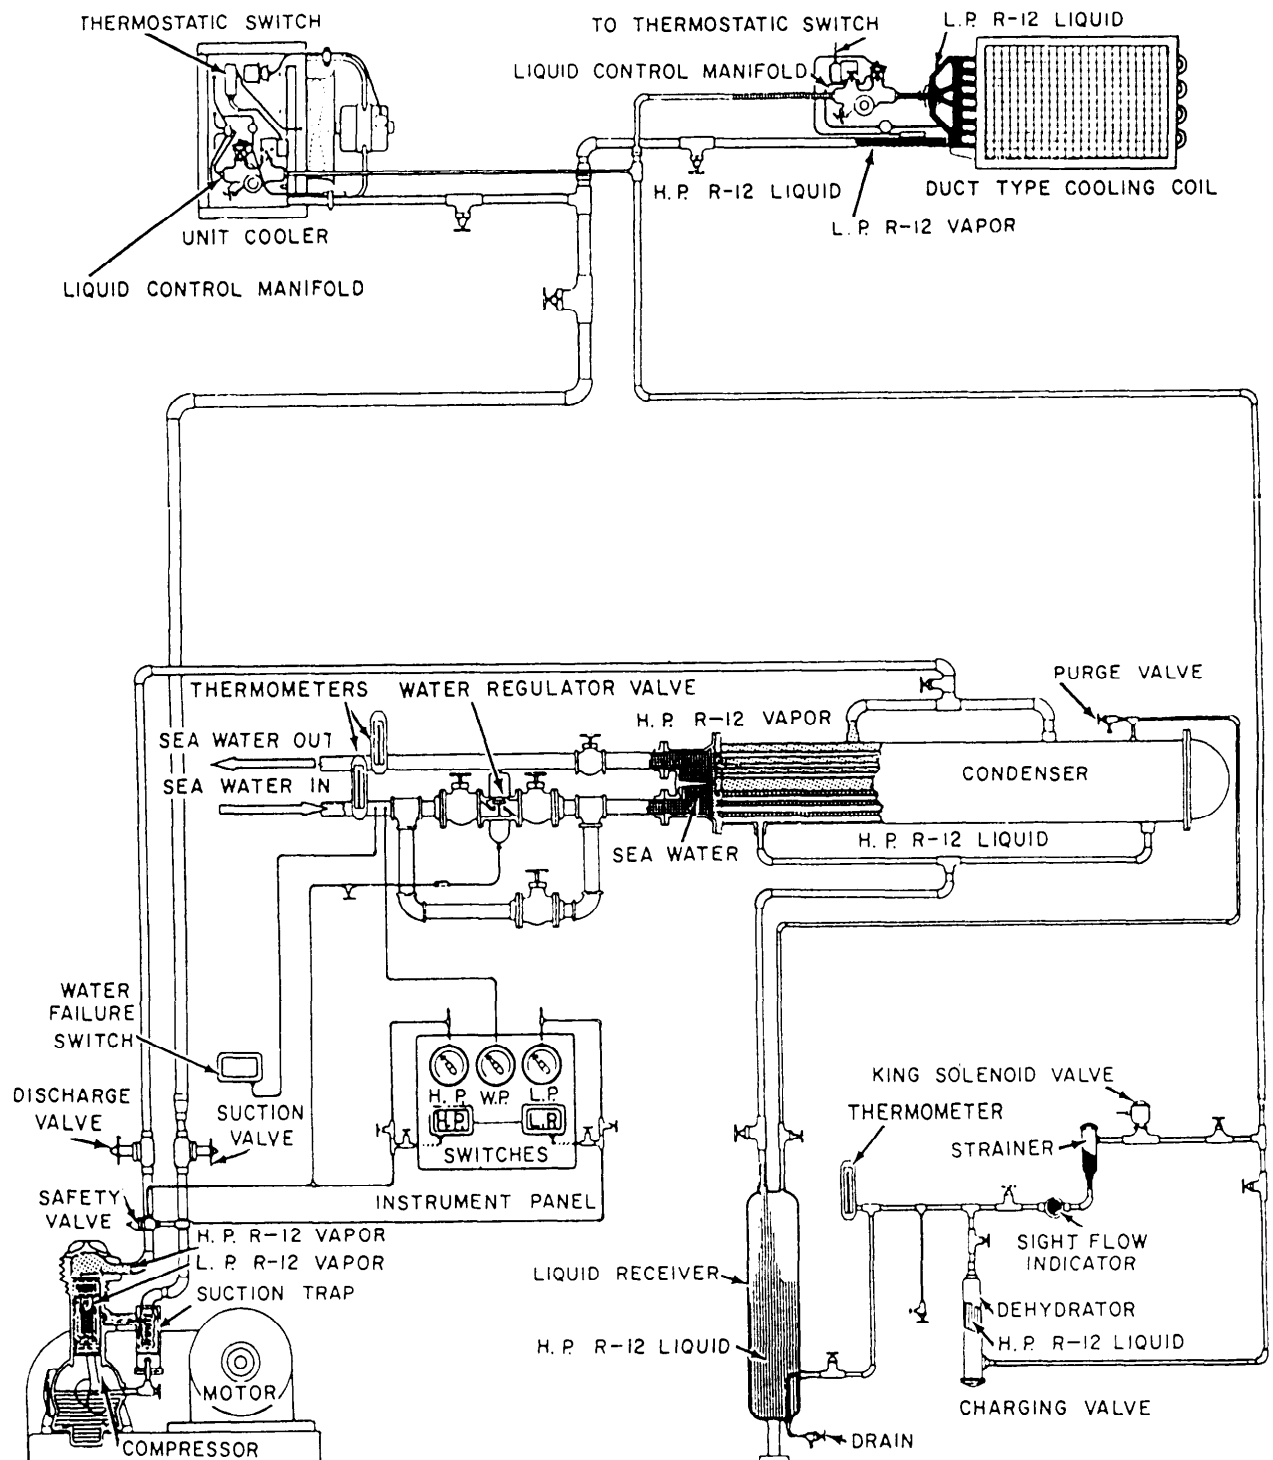 THERMOSTATIC SWITCH
TO THERMOSTATIC SWITCH
L.P. R-12 LIQUID
LIQUID CONTROL MANIFOLD
H.P. R-12 LIQUID
DUCT TYPE COOLING COIL
L.P. R-12 VAPOR
UNIT COOLER
LIQUID CONTROL MANIFOLD
PURGE VALVE
THERMOMETERS
WATER REGULATOR VALVE
H.P. R-12 VAPOR
SEA WATER OUT
SEA WATER IN
CONDENSER
SEA WATER
H.P. R-12 LIQUID
WATER
FAILURE
SWITCH
DISCHARGE
VALVE
SUCTION
VALVE
H.P.
W.P.
L.P.
H.P.
L.P.
SWITCHES
INSTRUMENT PANEL
KING SOLENOID VALVE
THERMOMETER
STRAINER
SAFETY
VALVE
H.P. R-12 VAPOR
L.P. R-12 VAPOR
SUCTION TRAP
SIGHT FLOW
INDICATOR
LIQUID RECEIVER
DEHYDRATOR
H.P. R-12 LIQUID
H.P. R-12 LIQUID
MOTOR
CHARGING VALVE
COMPRESSOR
DRAIN